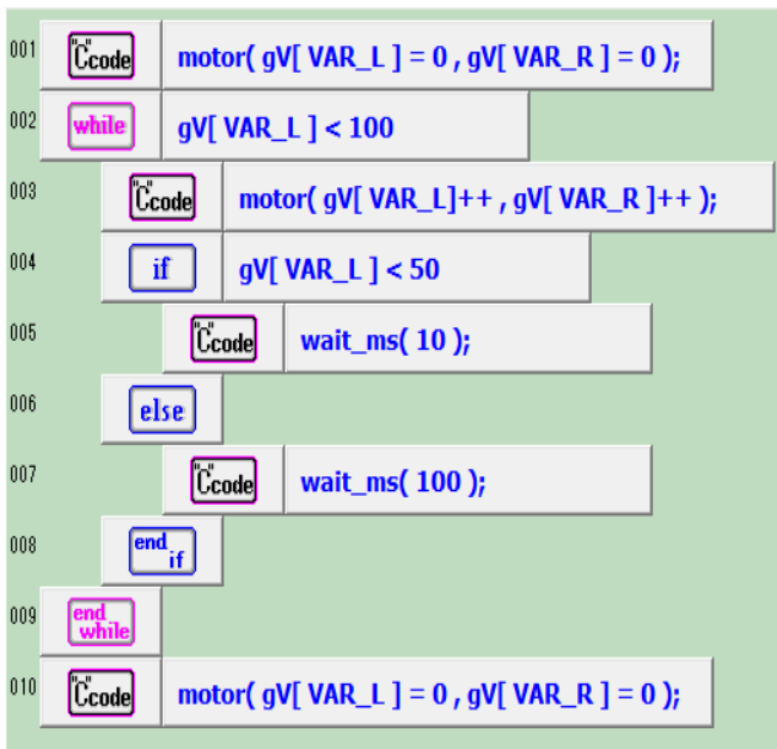 001 "C"code motor( gV[ VAR_L ] = 0 , gV[ VAR_R ] = 0 );
002 while gV[ VAR_L ] < 100
003 "C"code motor( gV[ VAR_L]++ , gV[ VAR_R ]++ );
004 if gV[ VAR_L ] < 50
005 "C"code wait_ms( 10 );
006 else
007 "C"code wait_ms( 100 );
008 end if
009 end while
010 "C"code motor( gV[ VAR_L ] = 0 , gV[ VAR_R ] = 0 );